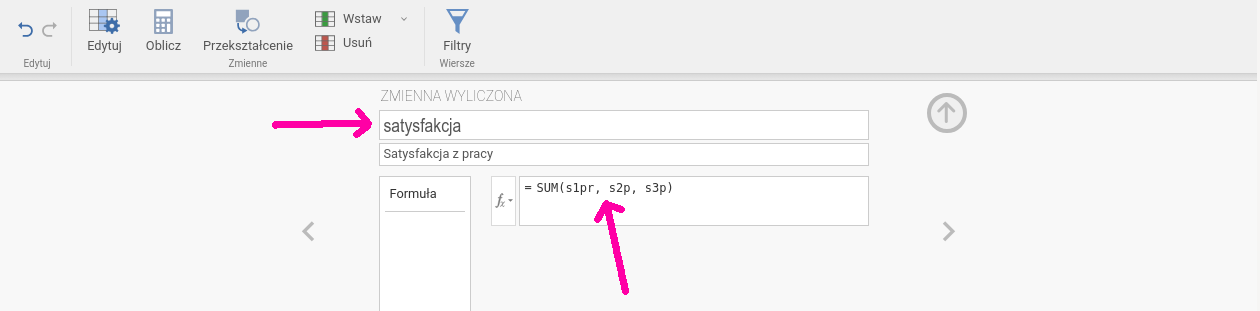 Wstaw
Edytuj Oblicz Przekształcenie Usuń Filtry
Edytuj Zmienne Wiersze
ZMIENNA WYLICZONA
satysfakcja
Satysfakcja z pracy
Formuła
fx = SUM(s1pr, s2p, s3p)